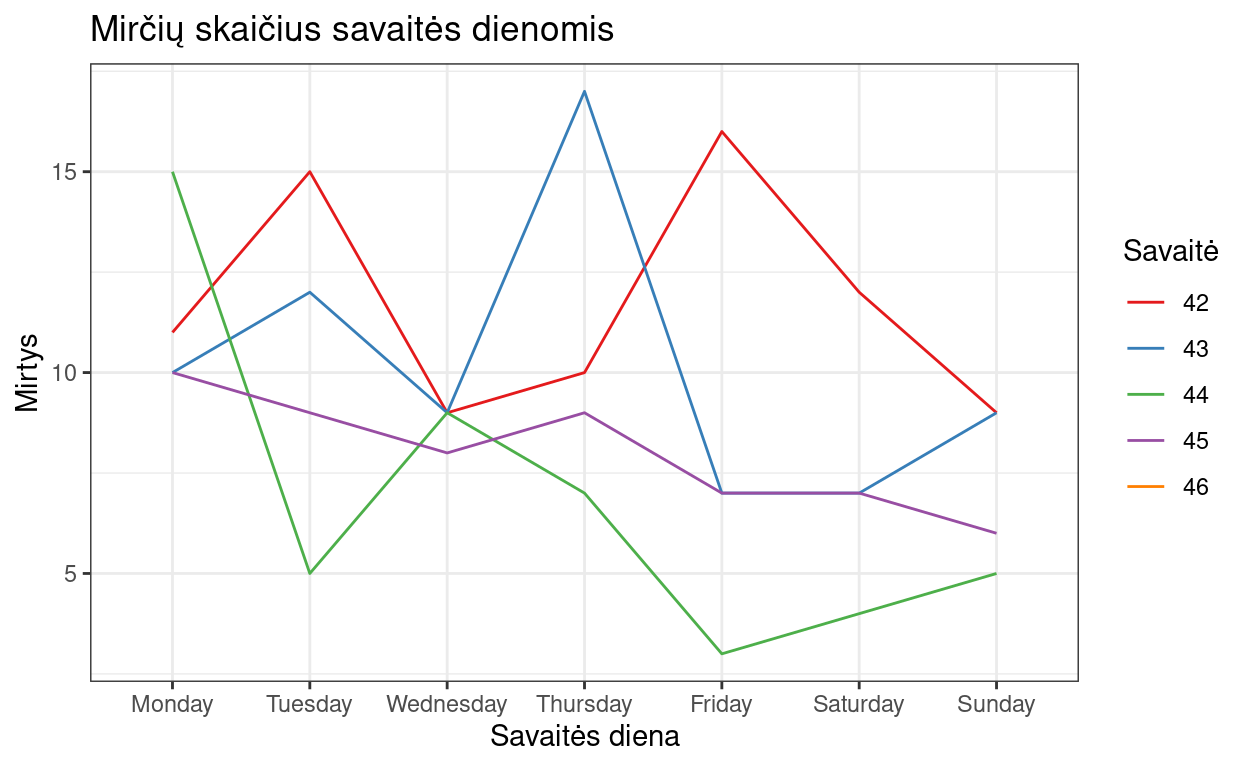 Mirčių skaičius savaitės dienomis
Mirtys
15
10
5
Monday Tuesday Wednesday Thursday Friday Saturday Sunday
Savaitės diena
Savaitė
42
43
44
45
46